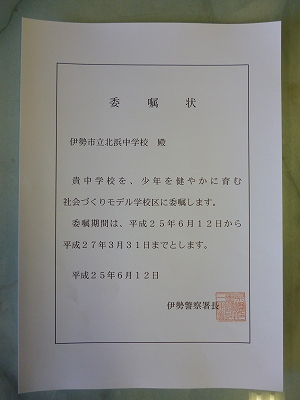 委嘱状
伊勢市立北浜中学校　殿
貴中学校を、少年を健やかに育む
社会づくりモデル学校区に委嘱します。
委嘱期間は、平成２５年６月１２日から
平成２７年３月３１日までとします。
平成２５年６月１２日
伊勢警察署長